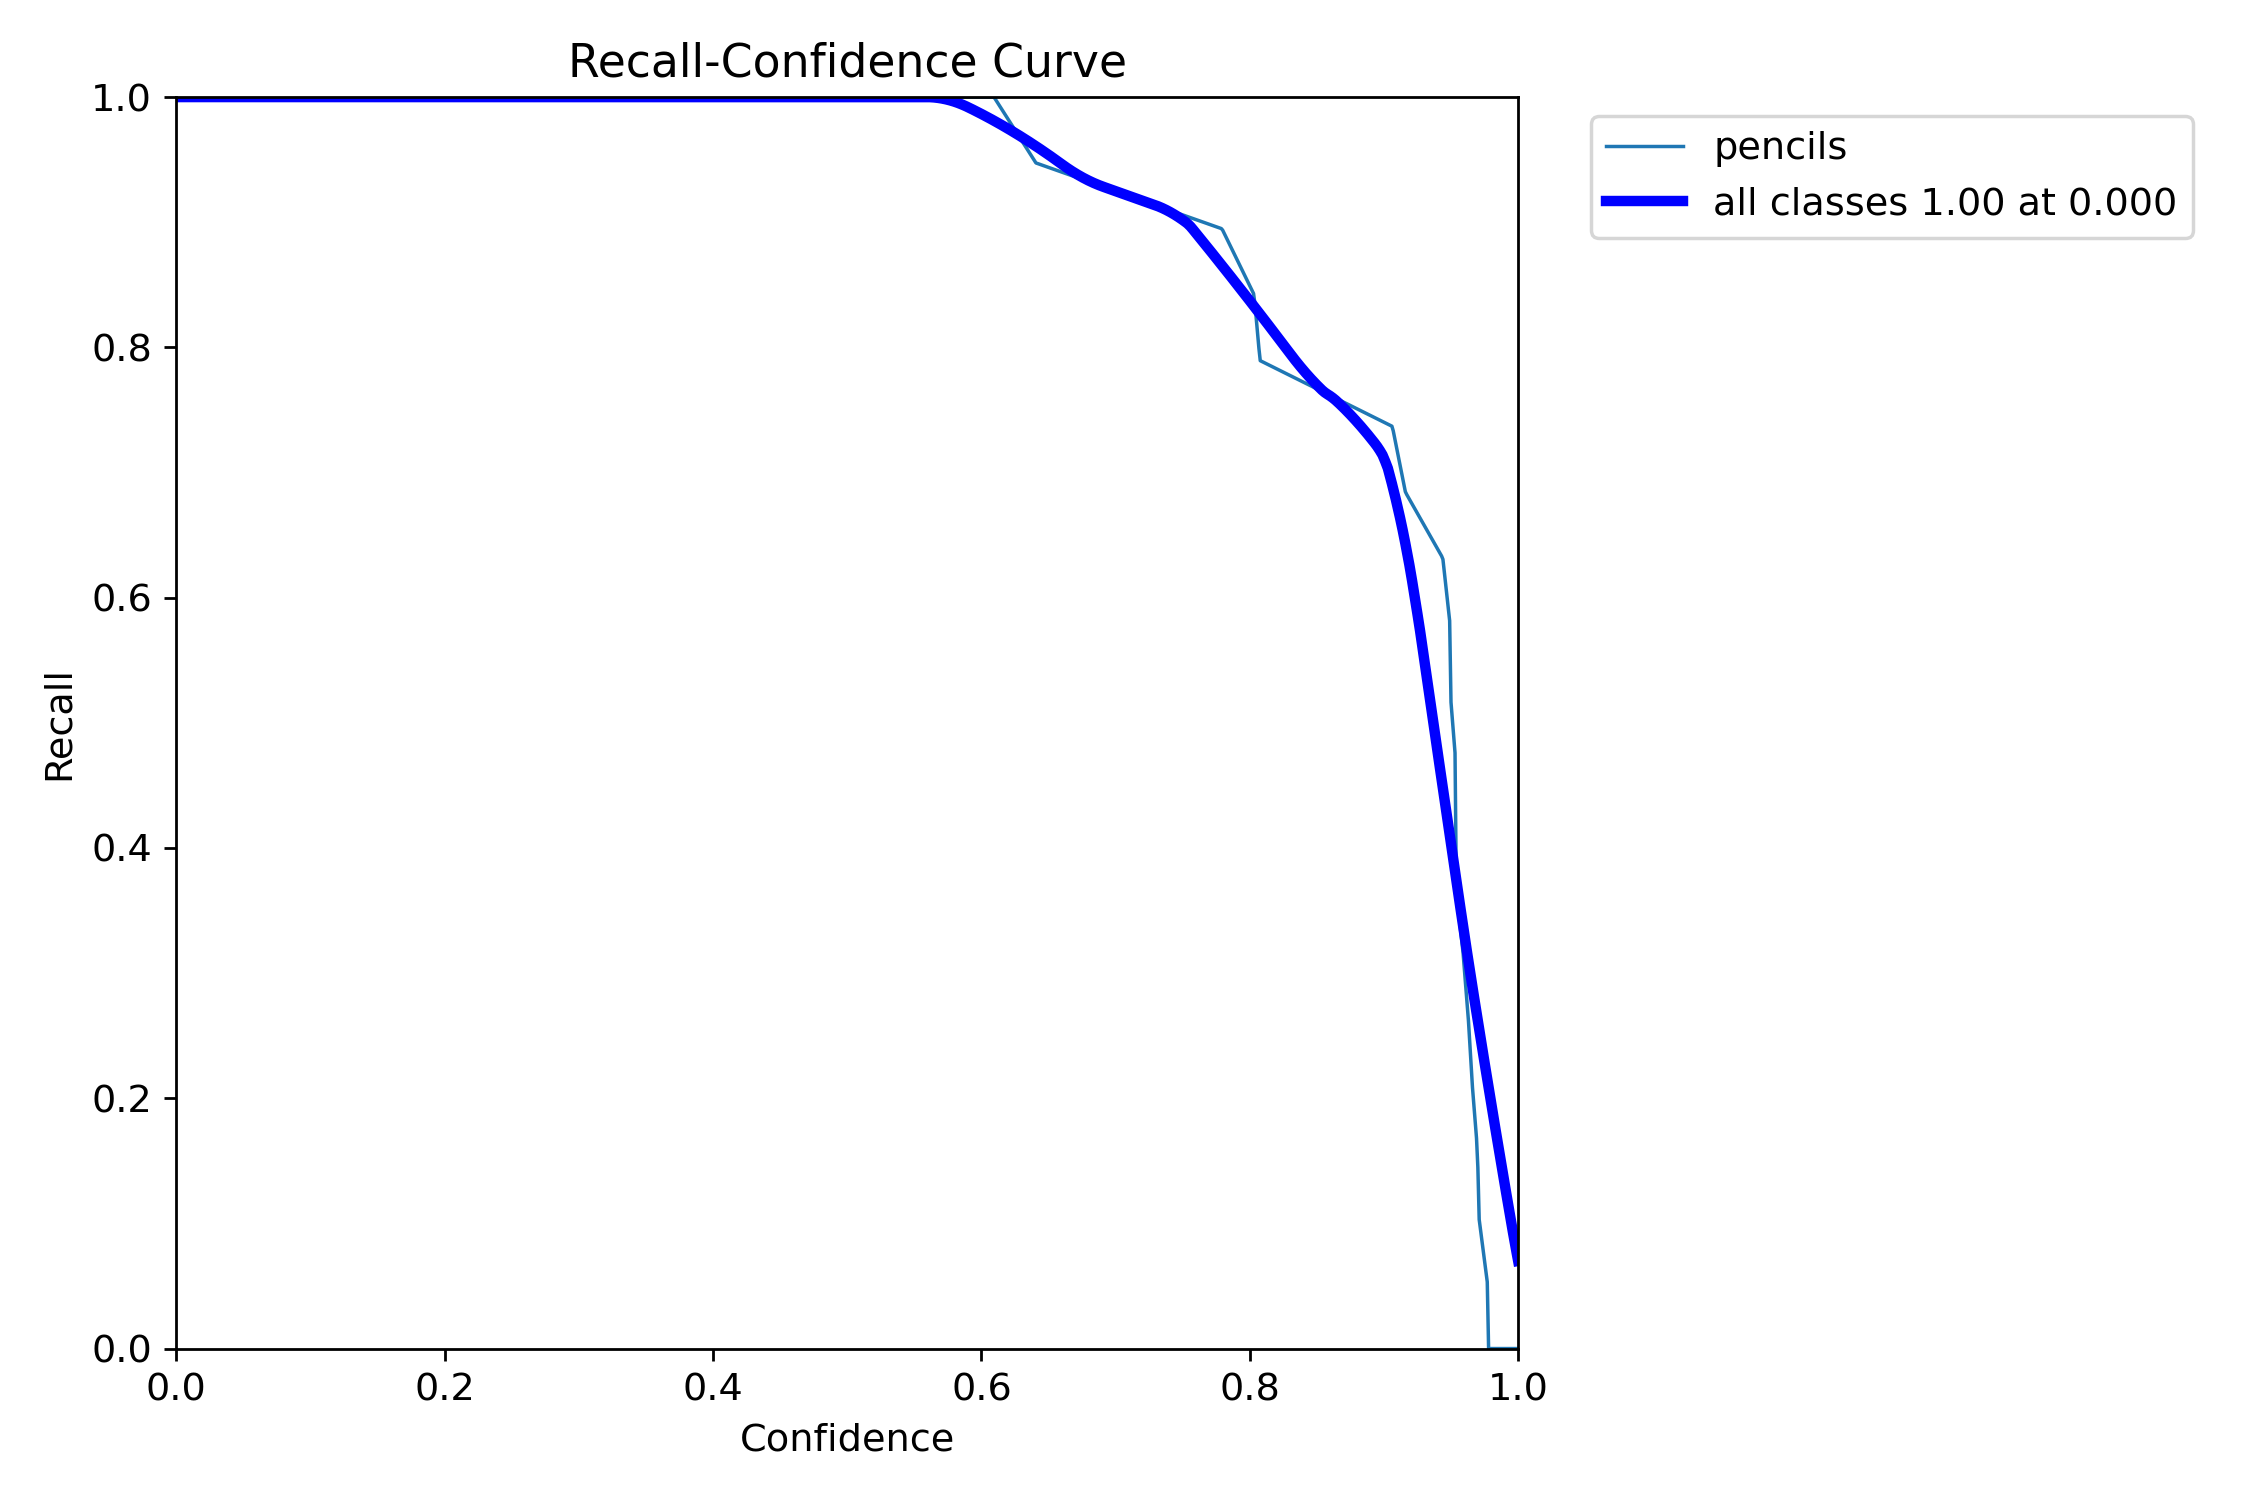 Recall-Confidence Curve
1.0
0.8
0.6
0.4
0.2
0.0
Recall
0.0 0.2 0.4 0.6 0.8 1.0
Confidence
pencils
all classes 1.00 at 0.000